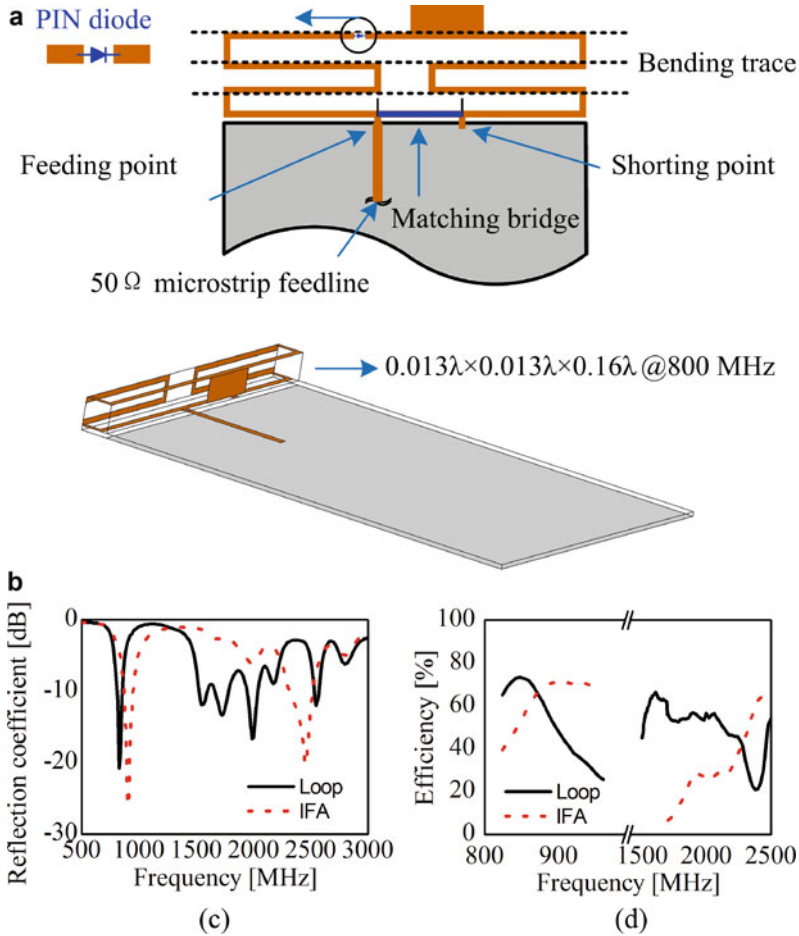 a
PIN diode
Bending trace
Feeding point
Shorting point
Matching bridge
50 Ω microstrip feedline
0.013λ×0.013λ×0.16λ @800 MHz
b
Reflection coefficient [dB]
0
-10
-20
-30
Loop
IFA
500 1000 1500 2000 2500 3000
Frequency [MHz]
(c)
Efficiency [%]
100
80
60
40
20
0
Loop
IFA
800 900 1500 2000 2500
Frequency [MHz]
(d)